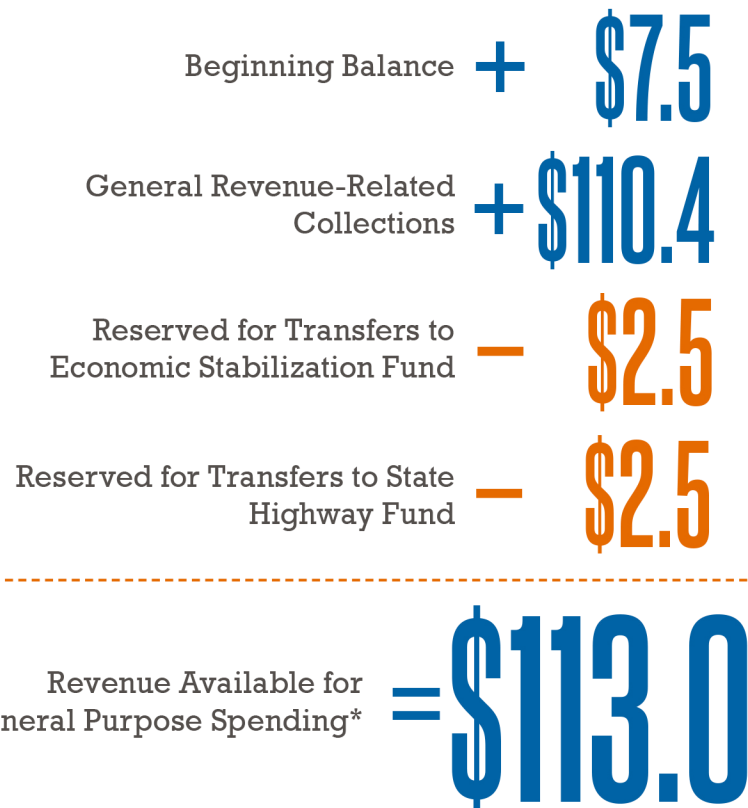 Beginning Balance + $7.5
General Revenue-Related
Collections + $110.4
Reserved for Transfers to
Economic Stabilization Fund − $2.5
Reserved for Transfers to State
Highway Fund − $2.5
Revenue Available for
neral Purpose Spending* = $113.0